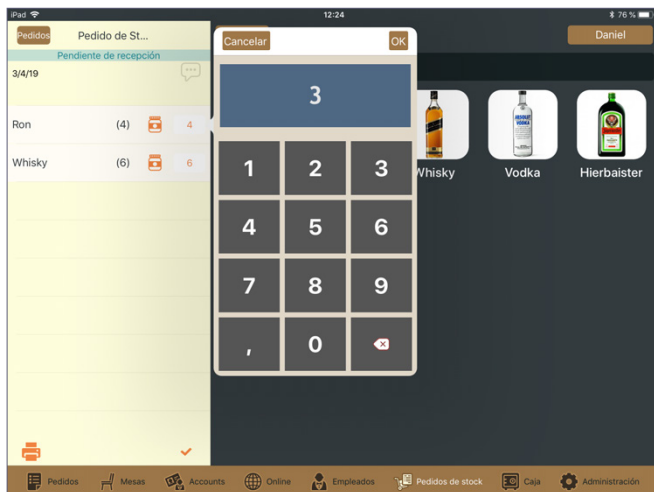 iPad 12:24 76 %
Pedidos Pedido de St...
Cancelar OK
Daniel
Pendiente de recepción
3/4/19
3
Ron (4) 4
Whisky (6) 6
1 2 3
4 5 6
7 8 9
, 0
Whisky Vodka Hierbaister
ABSOLUT
VODKA
Pedidos Mesas Accounts Online Empleados Pedidos de stock Caja Administración